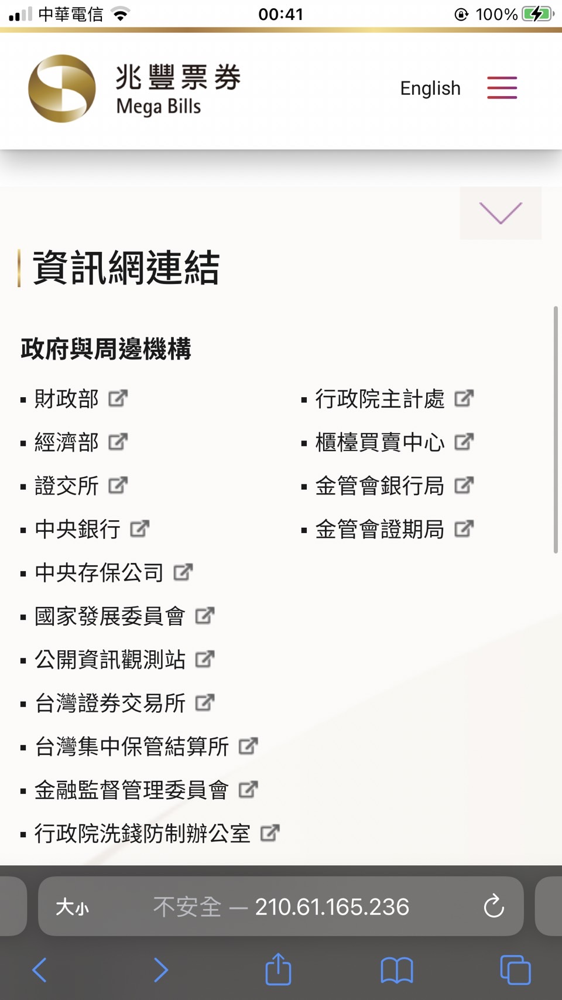 中華電信
00:41
100%
兆豐票券
Mega Bills
English
資訊網連結
政府與周邊機構
財政部
行政院主計處
經濟部
櫃檯買賣中心
證交所
金管會銀行局
中央銀行
金管會證期局
中央存保公司
國家發展委員會
公開資訊觀測站
台灣證券交易所
台灣集中保管結算所
金融監督管理委員會
行政院洗錢防制辦公室
大小
不安全 — 210.61.165.236